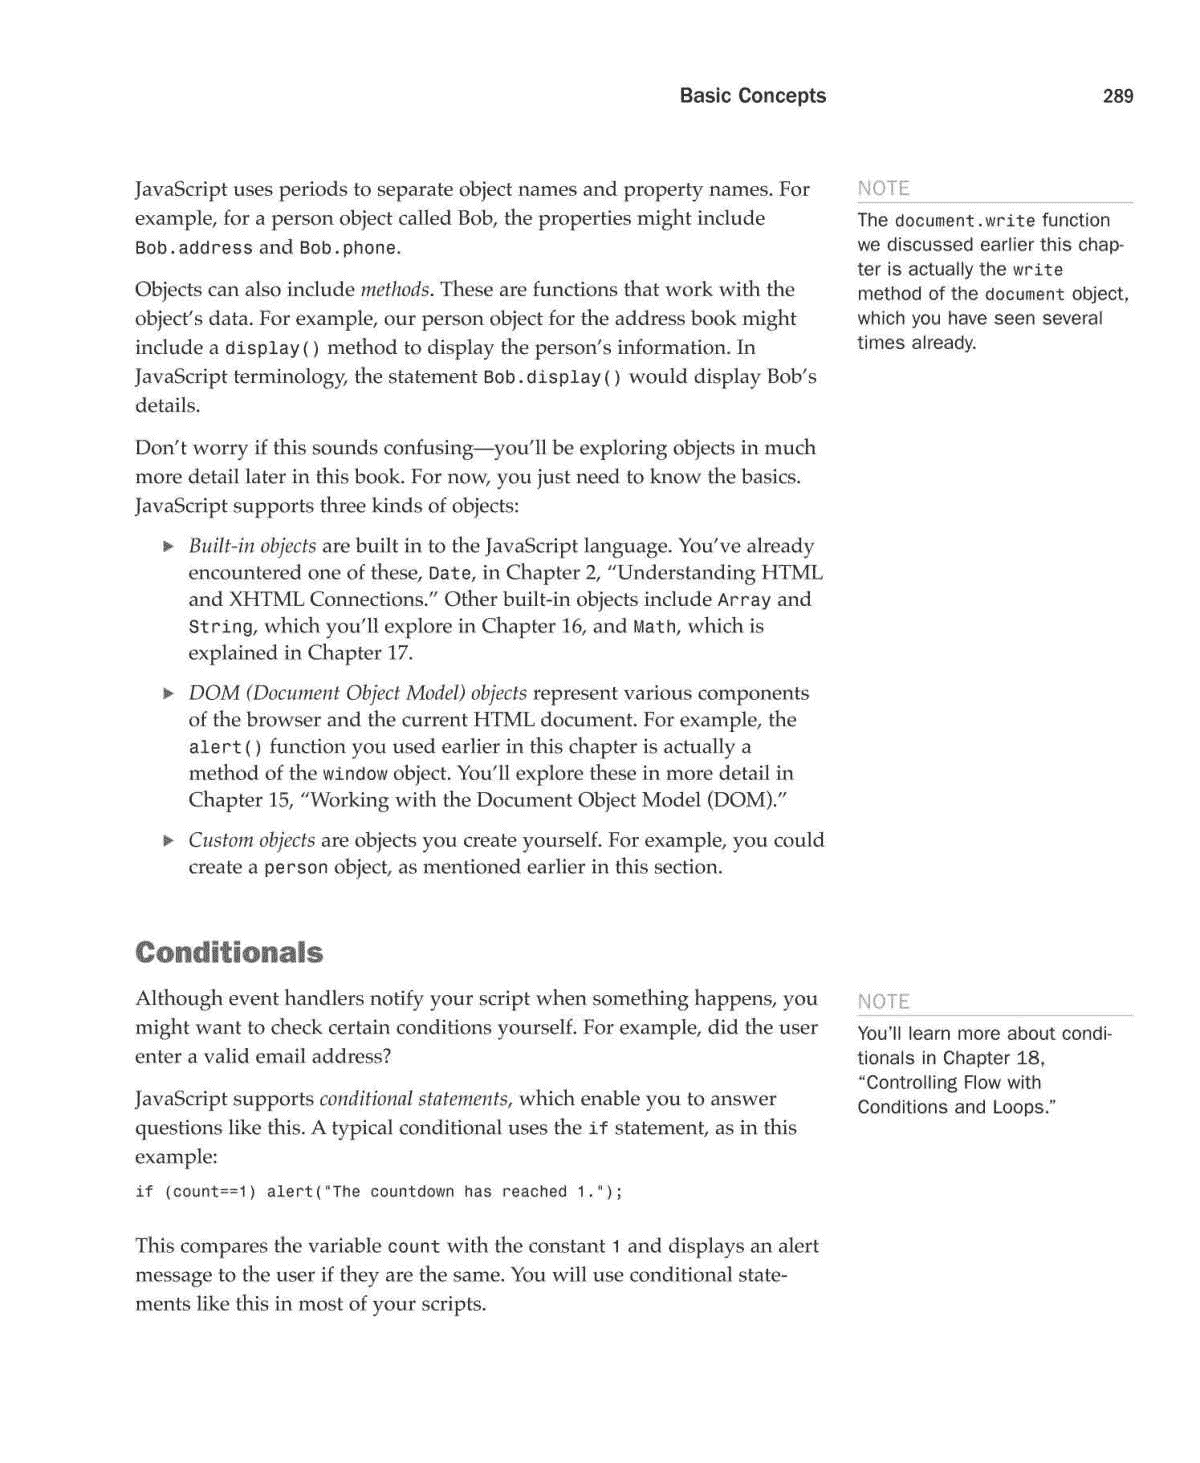 Basic Concepts 289
JavaScript uses periods to separate object names and property names. For
example, for a person object called Bob, the properties might include
Bob.address and Bob.phone.
Objects can also include methods. These are functions that work with the
object’s data. For example, our person object for the address book might
include a display() method to display the person’s information. In
JavaScript terminology, the statement Bob.display() would display Bob’s
details.
Don’t worry if this sounds confusing—you’ll be exploring objects in much
more detail later in this book. For now, you just need to know the basics.
JavaScript supports three kinds of objects:
▶ Built-in objects are built in to the JavaScript language. You’ve already
encountered one of these, Date, in Chapter 2, “Understanding HTML
and XHTML Connections.” Other built-in objects include Array and
String, which you’ll explore in Chapter 16, and Math, which is
explained in Chapter 17.
▶ DOM (Document Object Model) objects represent various components
of the browser and the current HTML document. For example, the
alert() function you used earlier in this chapter is actually a
method of the window object. You’ll explore these in more detail in
Chapter 15, “Working with the Document Object Model (DOM).”
▶ Custom objects are objects you create yourself. For example, you could
create a person object, as mentioned earlier in this section.
NOTE
The document.write function
we discussed earlier this chap-
ter is actually the write
method of the document object,
which you have seen several
times already.
Conditionals
Although event handlers notify your script when something happens, you
might want to check certain conditions yourself. For example, did the user
enter a valid email address?
JavaScript supports conditional statements, which enable you to answer
questions like this. A typical conditional uses the if statement, as in this
example:
if (count==1) alert("The countdown has reached 1.");
This compares the variable count with the constant 1 and displays an alert
message to the user if they are the same. You will use conditional state-
ments like this in most of your scripts.
NOTE
You’ll learn more about condi-
tionals in Chapter 18,
“Controlling Flow with
Conditions and Loops.”